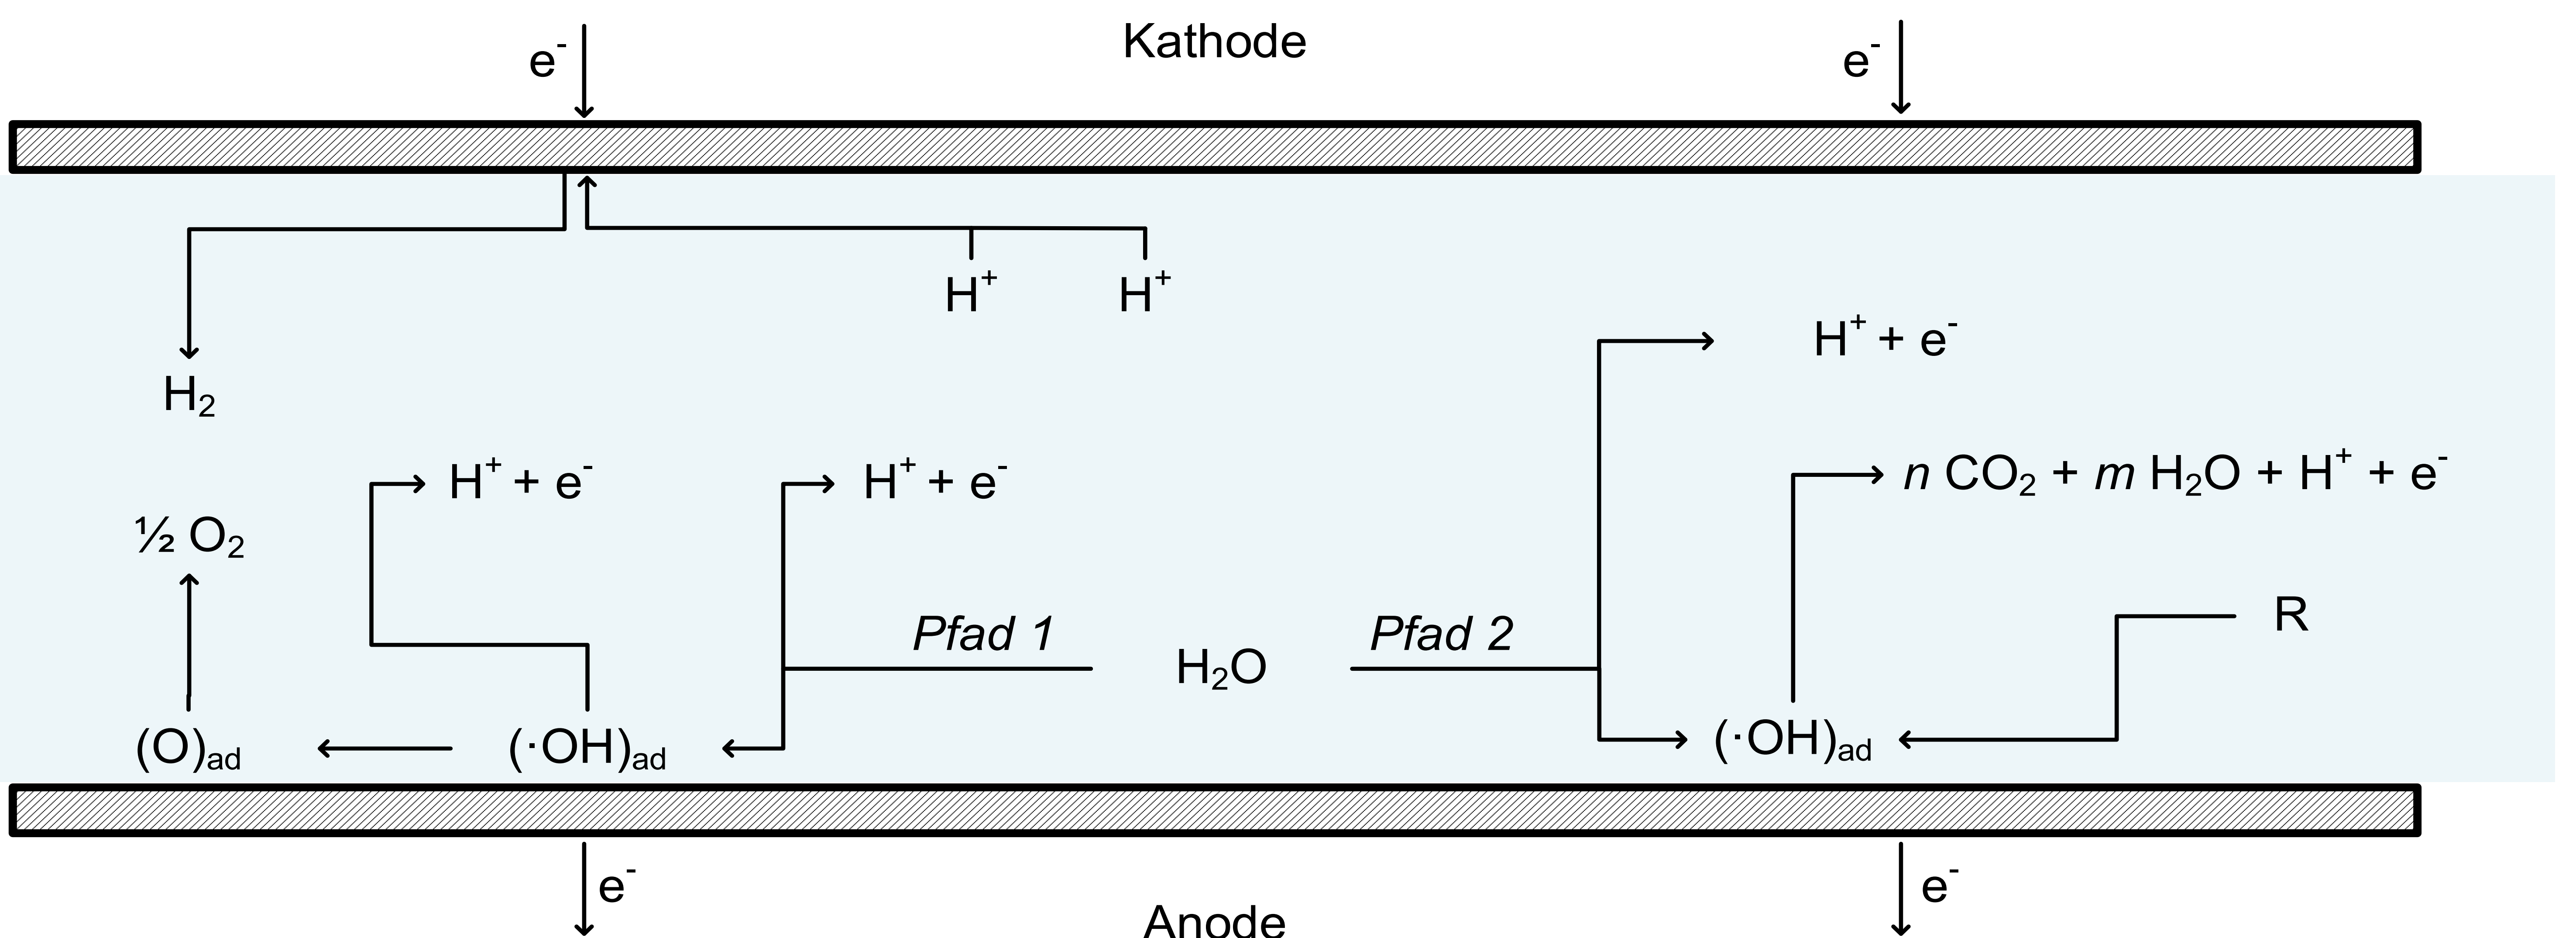 Kathode
e⁻ e⁻
H⁺ H⁺
H⁺ + e⁻
H₂
H⁺ + e⁻ H⁺ + e⁻ n CO₂ + m H₂O + H⁺ + e⁻
½ O₂
Pfad 1 Pfad 2 R
H₂O
(O)ad (·OH)ad (·OH)ad
e⁻ e⁻
Anode